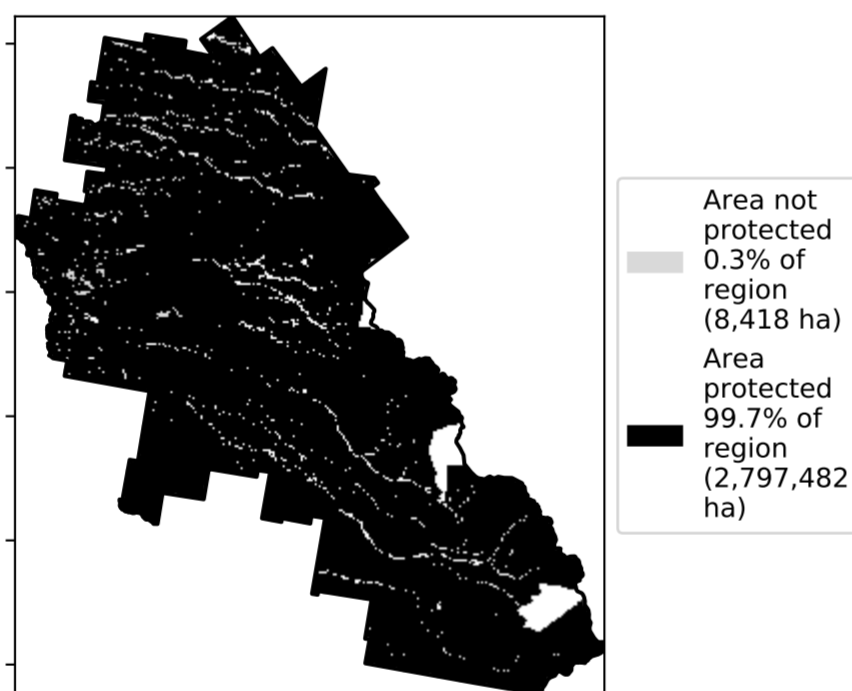 Area not
protected
0.3% of
region
(8,418 ha)
Area
protected
99.7% of
region
(2,797,482
ha)